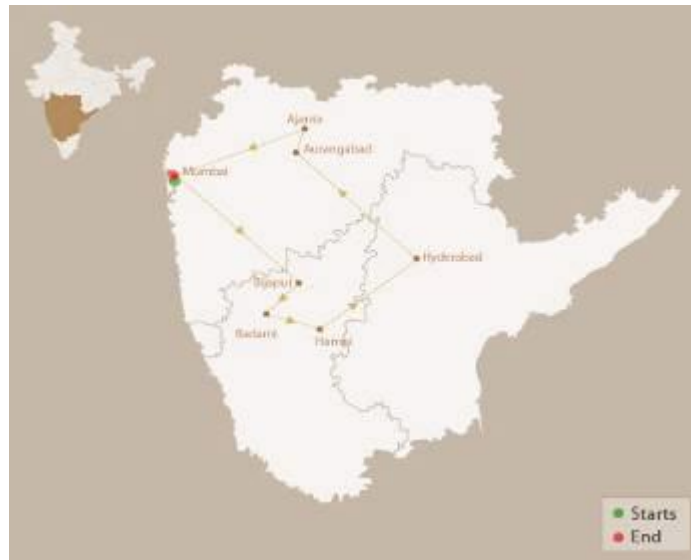 Ajanta
Aurangabad
Mumbai
Hyderabad
Bijapur
Badami
Hampi
Starts
End